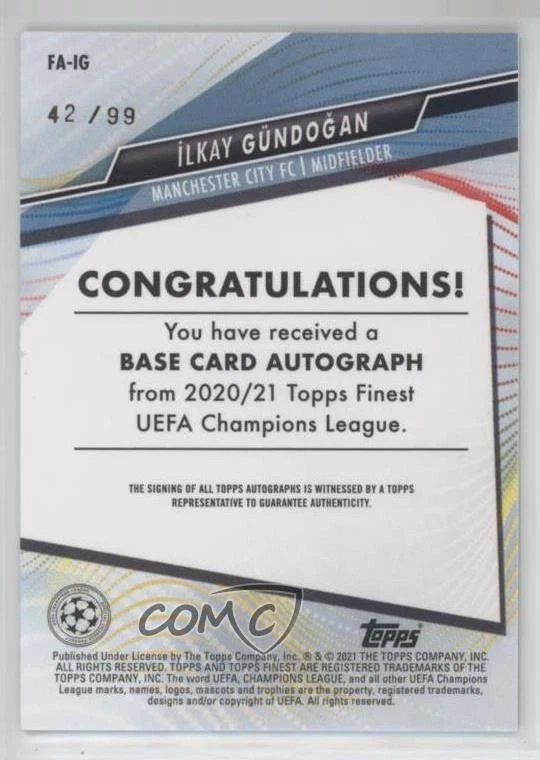 FA-IG
42 /99
İLKAY GÜNDOĞAN
MANCHESTER CITY FC | MIDFIELDER
CONGRATULATIONS!
You have received a
BASE CARD AUTOGRAPH
from 2020/21 Topps Finest
UEFA Champions League.
THE SIGNING OF ALL TOPPS AUTOGRAPHS IS WITNESSED BY A TOPPS
REPRESENTATIVE TO GUARANTEE AUTHENTICITY.
COMC
topps
Published Under License by The Topps Company, Inc. ® & © 2021 THE TOPPS COMPANY, INC.
ALL RIGHTS RESERVED. TOPPS AND TOPPS FINEST ARE REGISTERED TRADEMARKS OF THE
TOPPS COMPANY, INC. The word UEFA, CHAMPIONS LEAGUE, and all other UEFA Champions
League marks, names, logos, mascots and trophies are the property, registered trademarks,
designs and/or copyright of UEFA. All rights reserved.